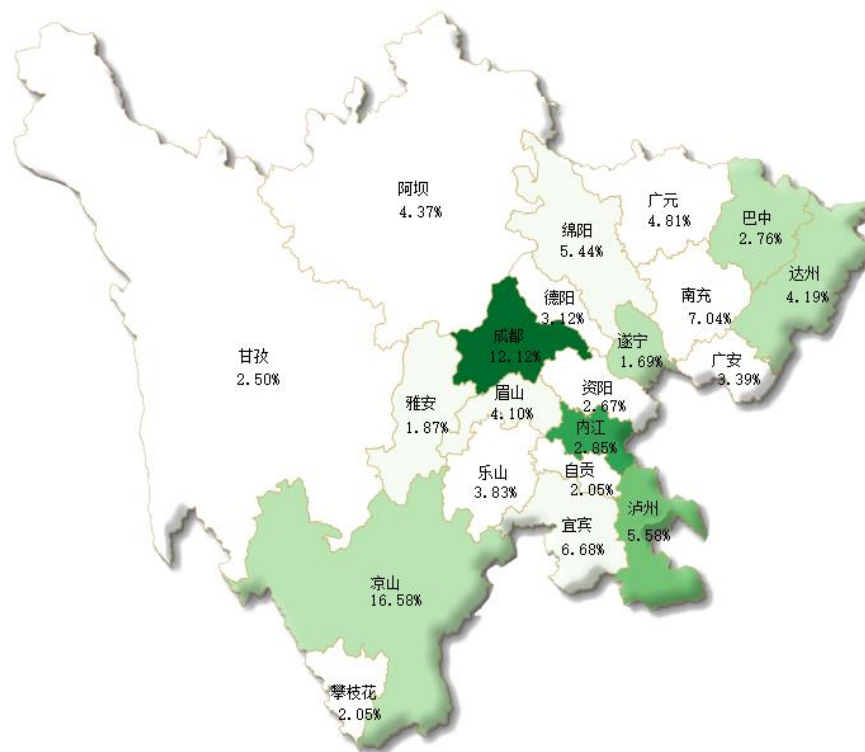 阿坝
4.37%
广元
4.81%
巴中
2.76%
绵阳
5.44%
达州
4.19%
德阳
3.12%
南充
7.04%
成都
12.12%
遂宁
1.69%
甘孜
2.50%
广安
3.39%
雅安
1.87%
眉山
4.10%
资阳
2.67%
内江
2.85%
乐山
3.83%
自贡
2.05%
泸州
5.58%
宜宾
6.68%
凉山
16.58%
攀枝花
2.05%